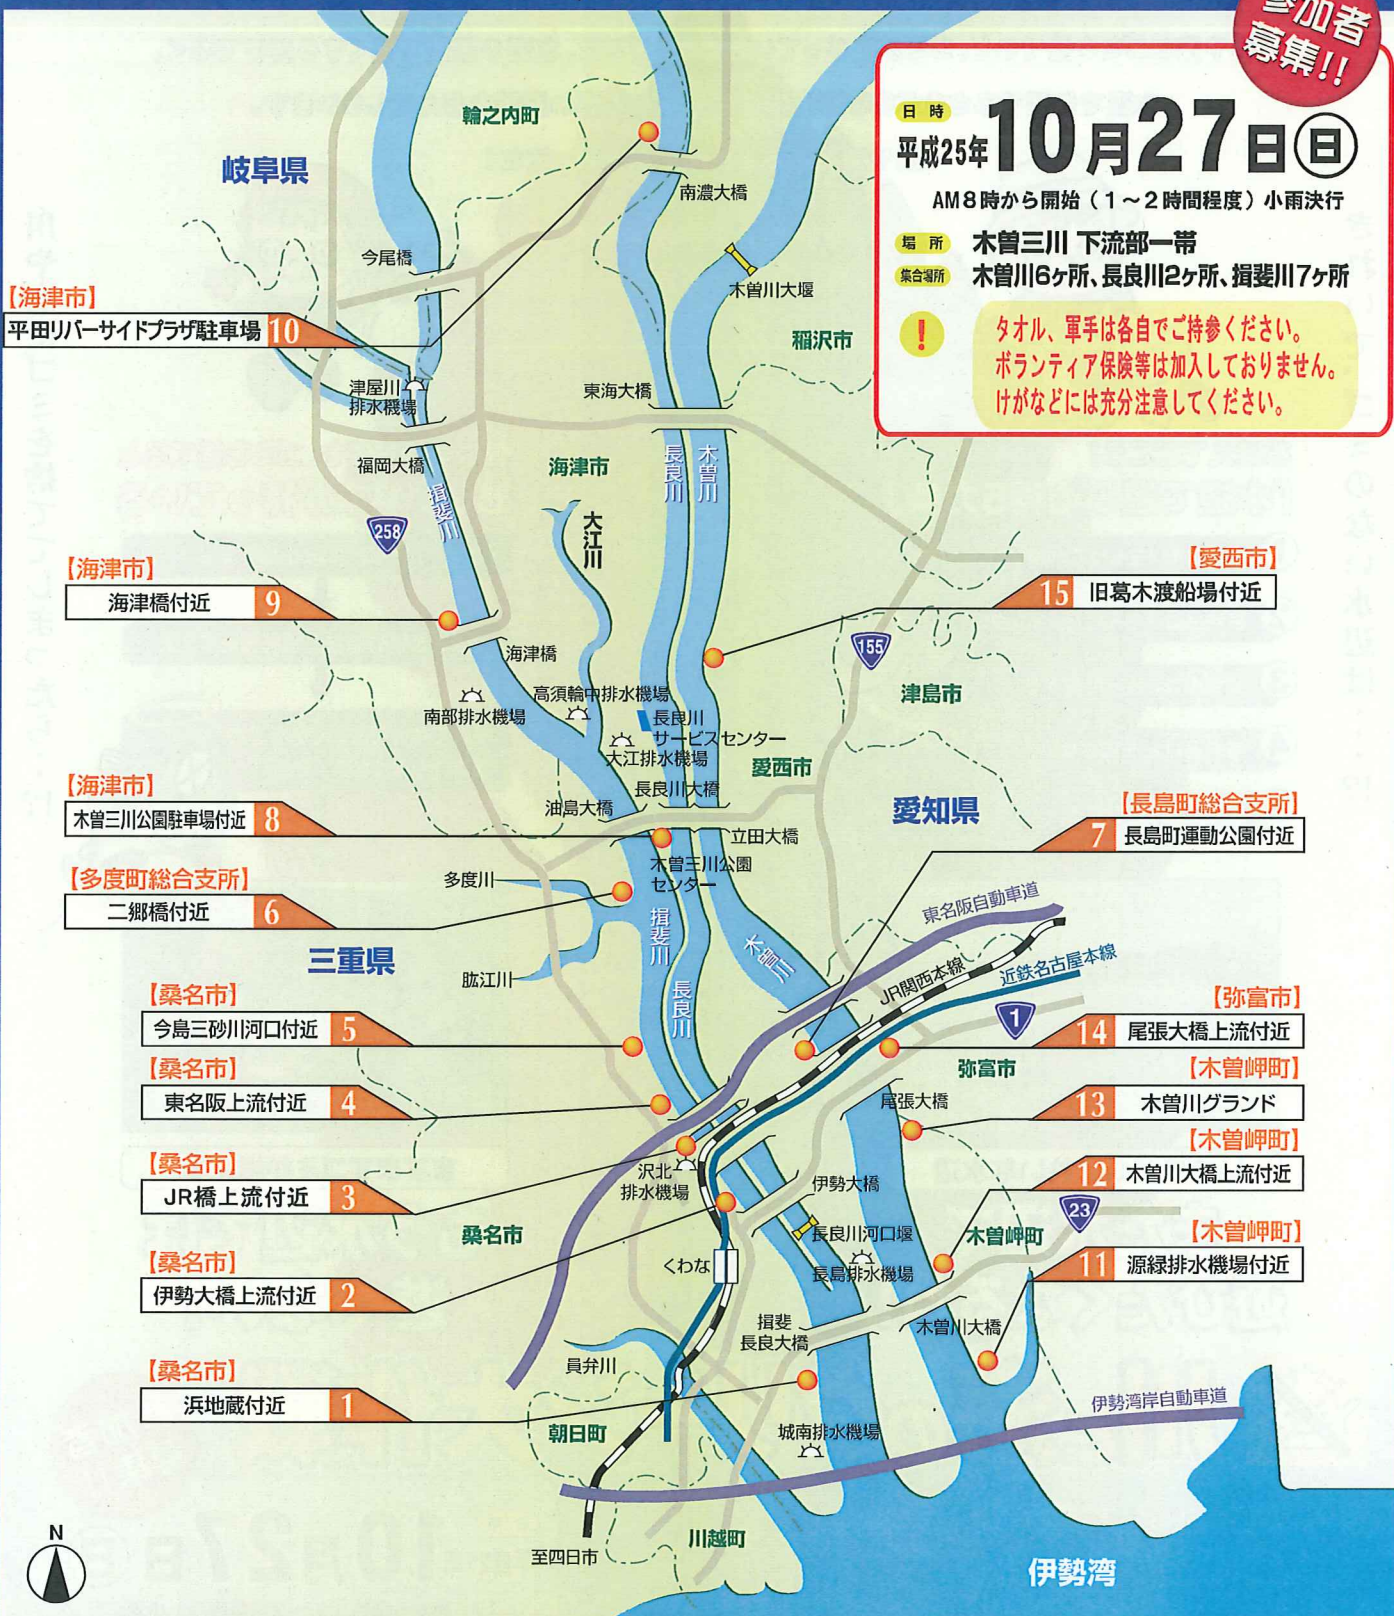 参加者
募集!!
日時
平成25年10月27日㊐
AM8時から開始（1～2時間程度）小雨決行
場所
木曽三川 下流部一帯
集合場所
木曽川6ヶ所、長良川2ヶ所、揖斐川7ヶ所
!
タオル、軍手は各自でご持参ください。
ボランティア保険等は加入しておりません。
けがなどには充分注意してください。
輪之内町
岐阜県
南濃大橋
今尾橋
木曽川大堰
【海津市】
平田リバーサイドプラザ駐車場 10
稲沢市
津屋川
排水機場
東海大橋
福岡大橋
海津市
長良川
木曽川
揖斐川
大江川
258
【海津市】
海津橋付近 9
【愛西市】
15 旧葛木渡船場付近
155
海津橋
高須輪中排水機場
津島市
南部排水機場
長良川
サービスセンター
大江排水機場
愛西市
【海津市】
木曽三川公園駐車場付近 8
長良川大橋
油島大橋
愛知県
【長島町総合支所】
7 長島町運動公園付近
立田大橋
木曽三川公園
センター
【多度町総合支所】
二郷橋付近 6
多度川
揖斐川
木曽川
東名阪自動車道
三重県
肱江川
長良川
JR関西本線
近鉄名古屋本線
【桑名市】
今島三砂川河口付近 5
1
【弥富市】
14 尾張大橋上流付近
【桑名市】
東名阪上流付近 4
弥富市
【木曽岬町】
13 木曽川グランド
尾張大橋
【桑名市】
JR橋上流付近 3
沢北
排水機場
伊勢大橋
【木曽岬町】
12 木曽川大橋上流付近
23
桑名市
長良川河口堰
木曽岬町
【木曽岬町】
11 源緑排水機場付近
【桑名市】
伊勢大橋上流付近 2
くわな
長島排水機場
揖斐
長良大橋
木曽川大橋
員弁川
【桑名市】
浜地蔵付近 1
伊勢湾岸自動車道
朝日町
城南排水機場
N
至四日市
川越町
伊勢湾